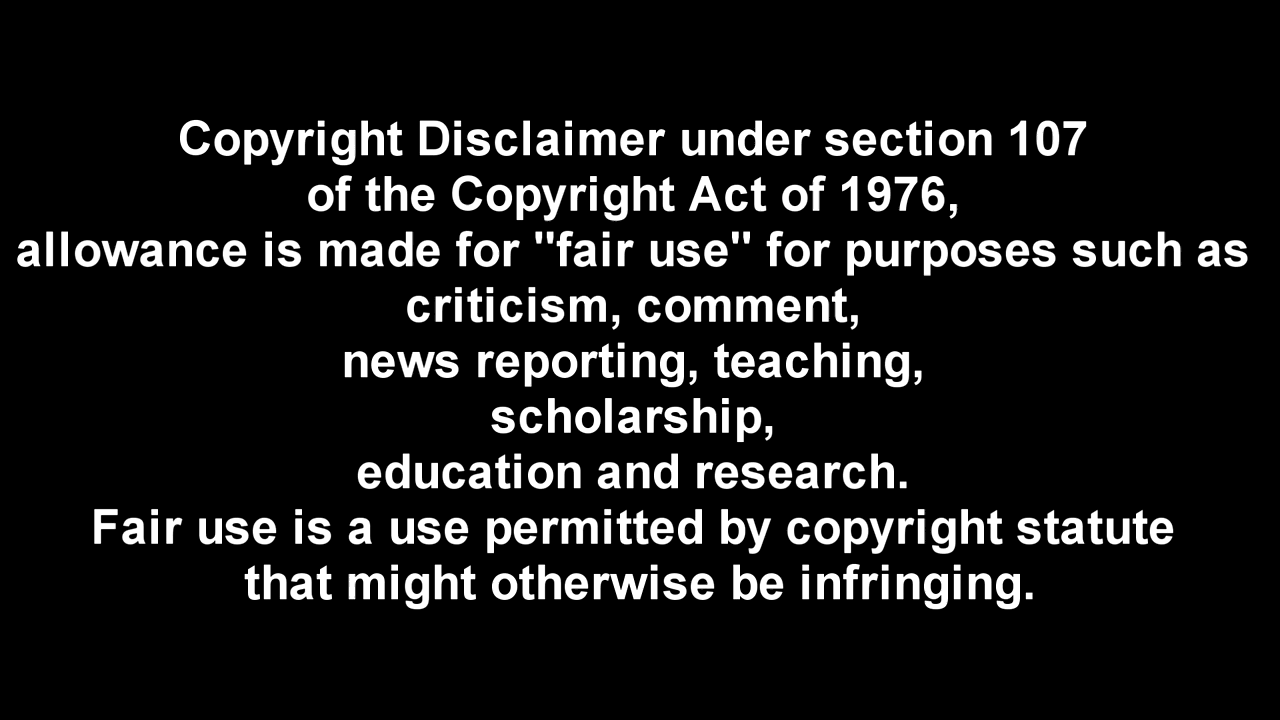 Copyright Disclaimer under section 107
of the Copyright Act of 1976,
allowance is made for "fair use" for purposes such as
criticism, comment,
news reporting, teaching,
scholarship,
education and research.
Fair use is a use permitted by copyright statute
that might otherwise be infringing.